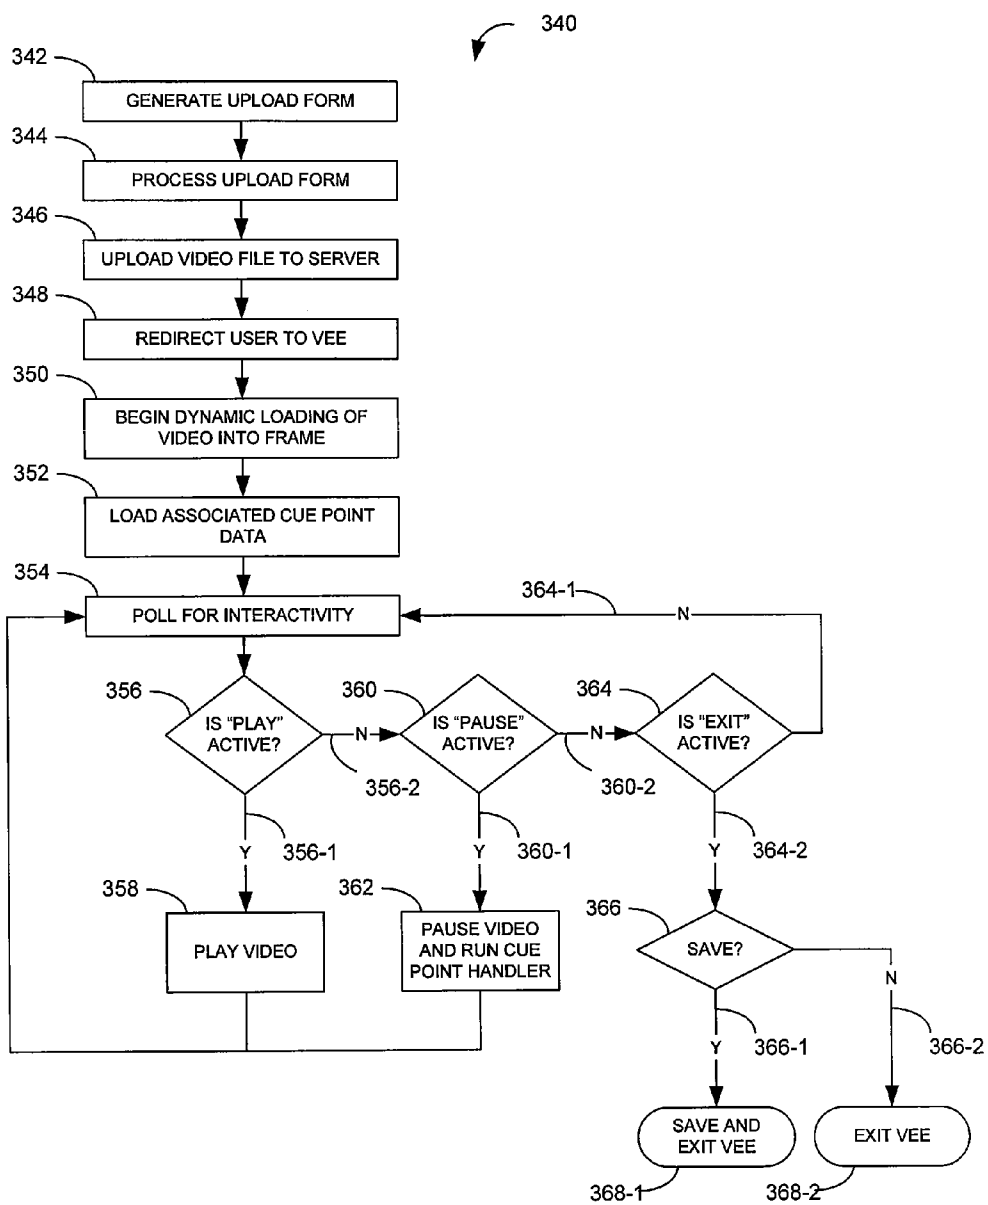 340
342
GENERATE UPLOAD FORM
344
PROCESS UPLOAD FORM
346
UPLOAD VIDEO FILE TO SERVER
348
REDIRECT USER TO VEE
350
BEGIN DYNAMIC LOADING OF
VIDEO INTO FRAME
352
LOAD ASSOCIATED CUE POINT
DATA
354
POLL FOR INTERACTIVITY
364-1
N
356
IS “PLAY”
ACTIVE?
N
356-2
360
IS “PAUSE”
ACTIVE?
N
360-2
364
IS “EXIT”
ACTIVE?
356-1
Y
360-1
Y
364-2
Y
358
PLAY VIDEO
362
PAUSE VIDEO
AND RUN CUE
POINT HANDLER
366
SAVE?
N
366-1
Y
366-2
SAVE AND
EXIT VEE
EXIT VEE
368-1
368-2